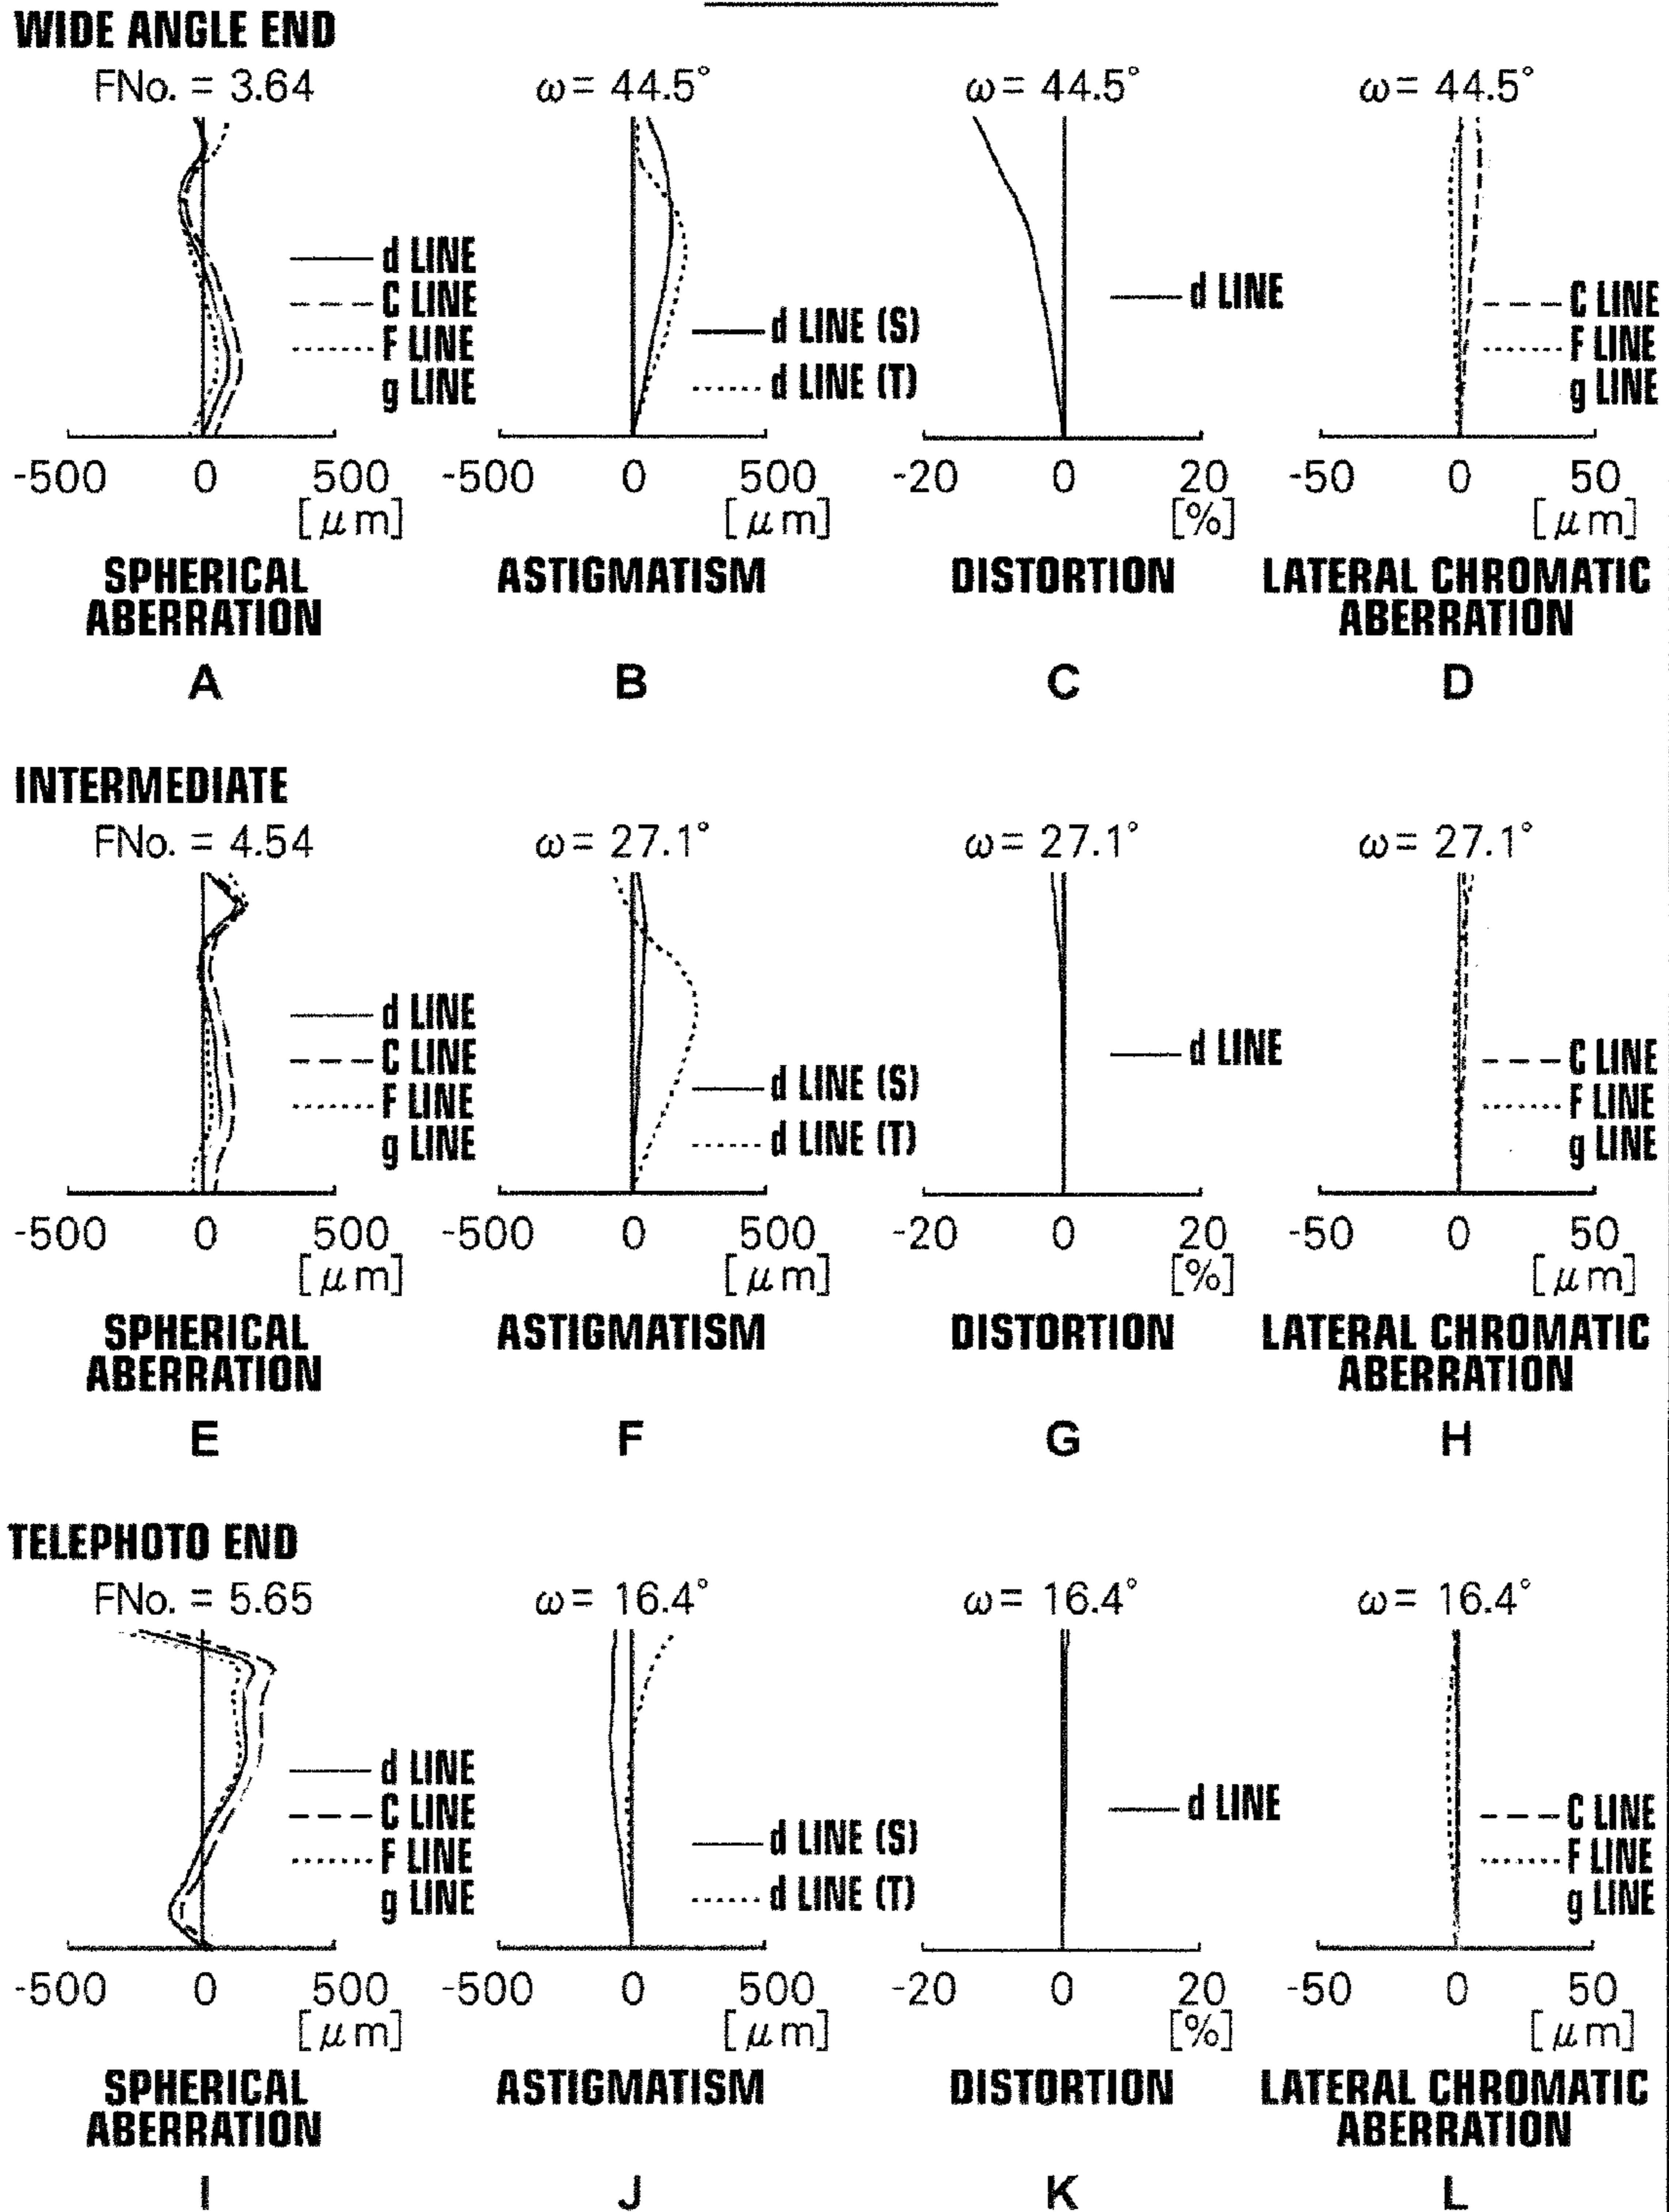 WIDE ANGLE END
FNo. = 3.64
ω= 44.5°
ω= 44.5°
ω= 44.5°
d LINE
C LINE
F LINE
g LINE
d LINE (S)
d LINE (T)
d LINE
C LINE
F LINE
g LINE
-500 0 500
[μm]
-500 0 500
[μm]
-20 0 20
[%]
-50 0 50
[μm]
SPHERICAL
ABERRATION
ASTIGMATISM
DISTORTION
LATERAL CHROMATIC
ABERRATION
A
B
C
D
INTERMEDIATE
FNo. = 4.54
ω= 27.1°
ω= 27.1°
ω= 27.1°
d LINE
C LINE
F LINE
g LINE
d LINE (S)
d LINE (T)
d LINE
C LINE
F LINE
g LINE
-500 0 500
[μm]
-500 0 500
[μm]
-20 0 20
[%]
-50 0 50
[μm]
SPHERICAL
ABERRATION
ASTIGMATISM
DISTORTION
LATERAL CHROMATIC
ABERRATION
E
F
G
H
TELEPHOTO END
FNo. = 5.65
ω= 16.4°
ω= 16.4°
ω= 16.4°
d LINE
C LINE
F LINE
g LINE
d LINE (S)
d LINE (T)
d LINE
C LINE
F LINE
g LINE
-500 0 500
[μm]
-500 0 500
[μm]
-20 0 20
[%]
-50 0 50
[μm]
SPHERICAL
ABERRATION
ASTIGMATISM
DISTORTION
LATERAL CHROMATIC
ABERRATION
I
J
K
L